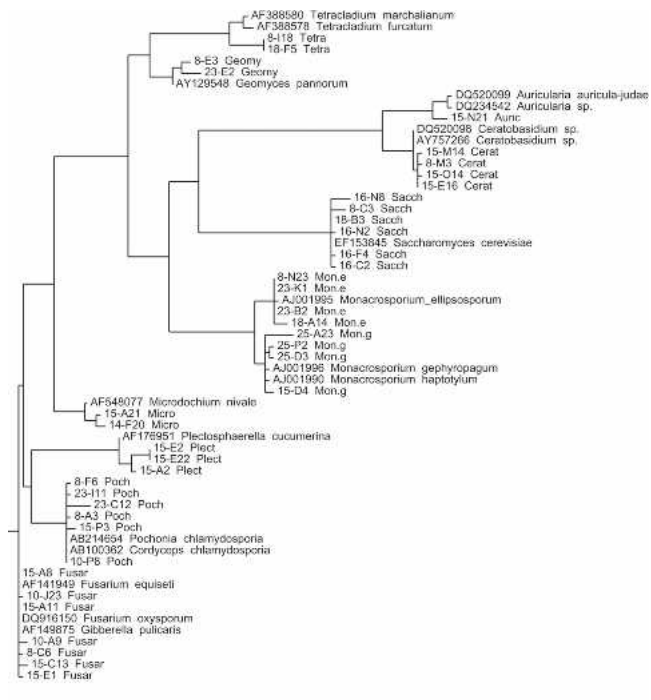 AF388580 Tetracladium marchalianum
AF388578 Tetracladium furcatum
8-I18 Tetra
18-F5 Tetra
8-E3 Geomy
23-E2 Geomy
AY129548 Geomyces pannorum
DQ520099 Auricularia auricula-judae
DQ234542 Auricularia sp.
15-N21 Auric
DQ520098 Ceratobasidium sp.
AY757266 Ceratobasidium sp.
15-M14 Cerat
8-M3 Cerat
15-O14 Cerat
15-E16 Cerat
16-N8 Sacch
8-C3 Sacch
18-B3 Sacch
16-N2 Sacch
EF153845 Saccharomyces cerevisiae
16-F4 Sacch
16-C2 Sacch
8-N23 Mon.e
23-K1 Mon.e
AJ001995 Monacrosporium_ellipsosporum
23-B2 Mon.e
18-A14 Mon.e
25-A23 Mon.g
25-P2 Mon.g
25-D3 Mon.g
AJ001996 Monacrosporium gephyropagum
AJ001990 Monacrosporium haptotylum
15-D4 Mon.g
AF548077 Microdochium nivale
15-A21 Micro
14-F20 Micro
AF176951 Plectosphaerella cucumerina
15-E2 Plect
15-E22 Plect
15-A2 Plect
8-F6 Poch
23-I11 Poch
23-C12 Poch
8-A3 Poch
15-P3 Poch
AB214654 Pochonia chlamydosporia
AB100362 Cordyceps chlamydosporia
10-P8 Poch
15-A8 Fusar
AF141949 Fusarium equiseti
10-J23 Fusar
15-A11 Fusar
DQ916150 Fusarium oxysporum
AF149875 Gibberella pulicaris
10-A9 Fusar
8-C6 Fusar
15-C13 Fusar
15-E1 Fusar